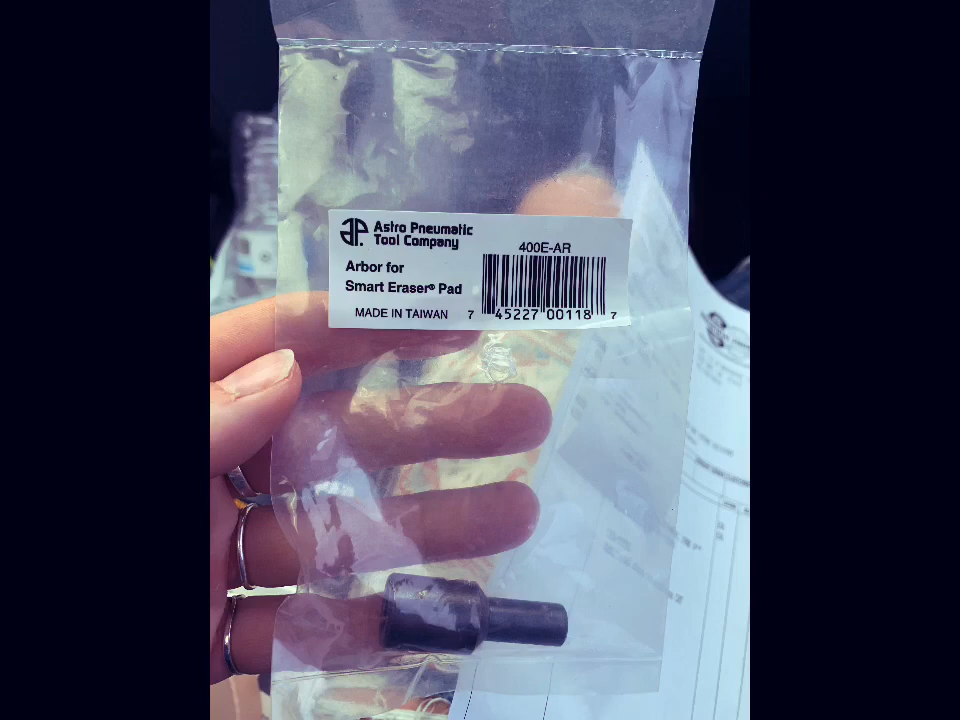 Astro Pneumatic
Tool Company
400E-AR
Arbor for
Smart Eraser® Pad
MADE IN TAIWAN
7 45227 00118 7